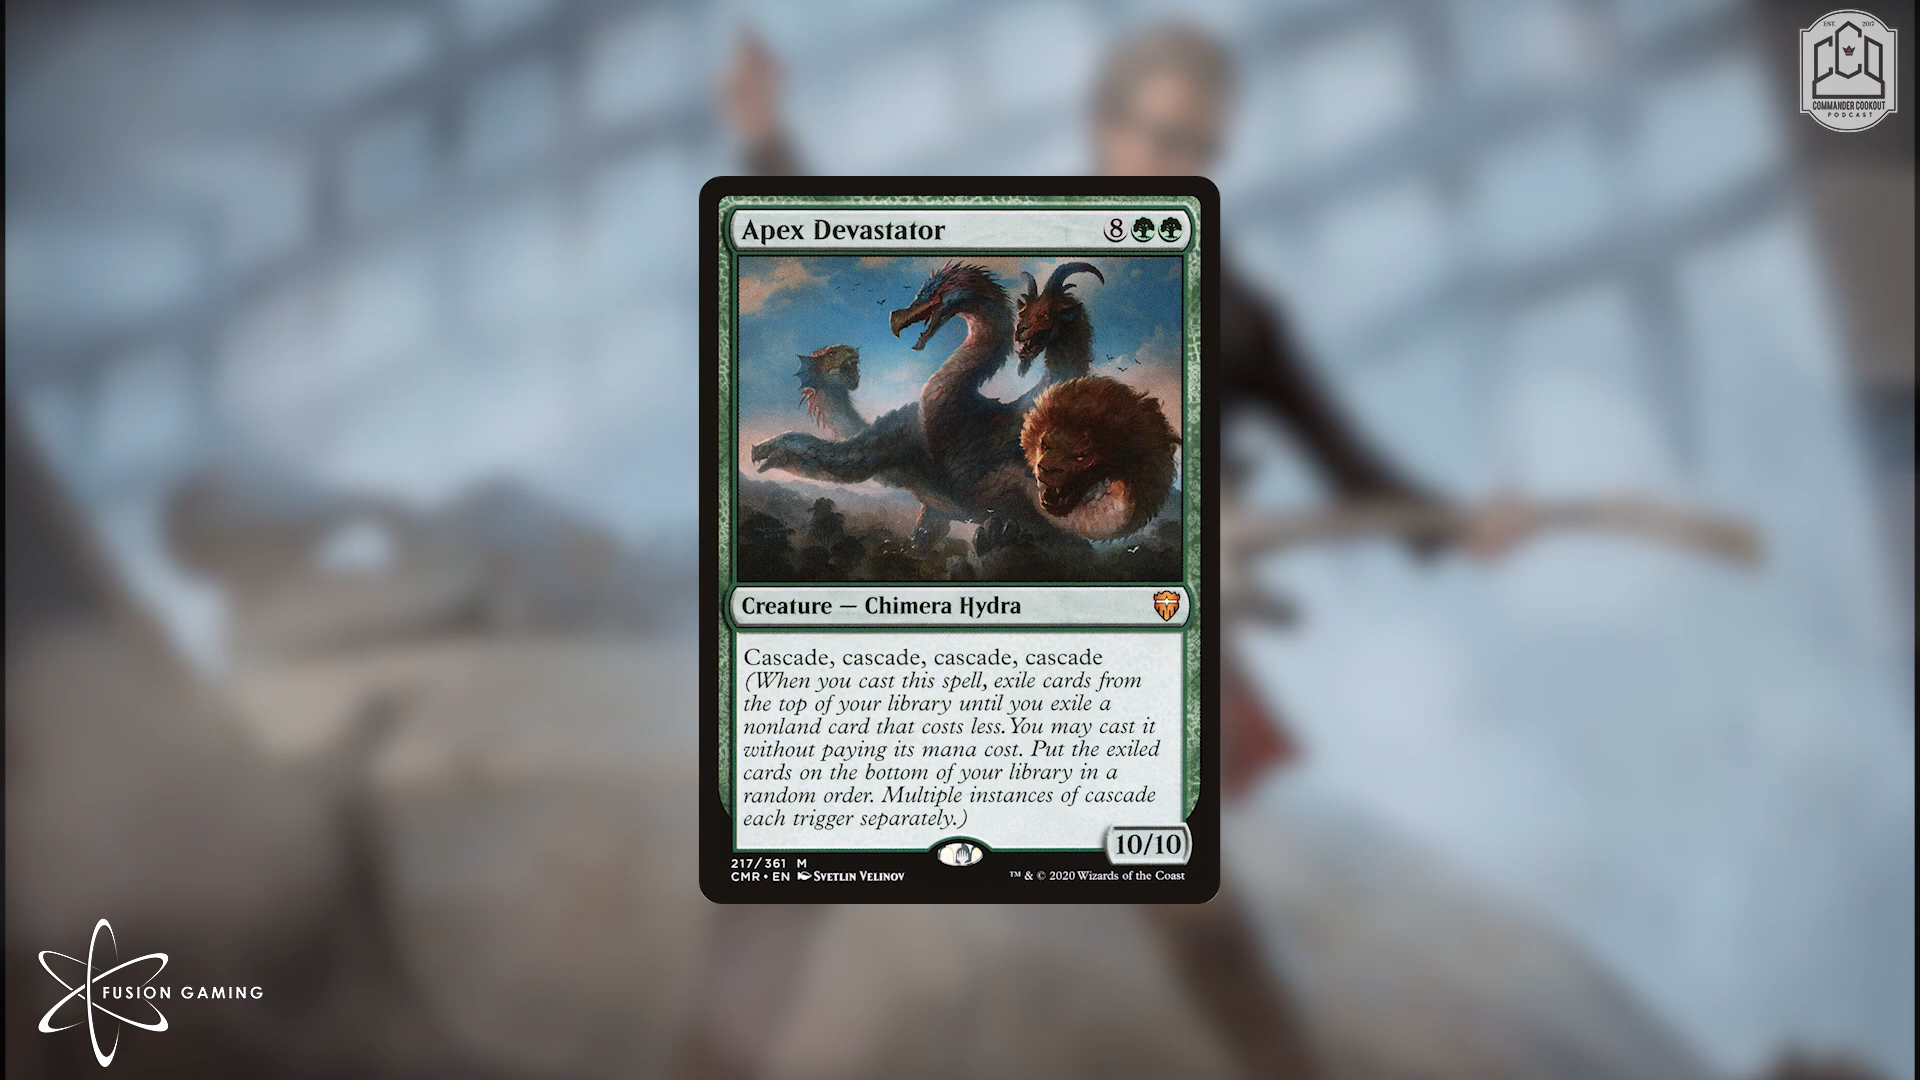 EST. 2017
CCO
COMMANDER COOKOUT
PODCAST
Apex Devastator 8
Creature — Chimera Hydra
Cascade, cascade, cascade, cascade
(When you cast this spell, exile cards from
the top of your library until you exile a
nonland card that costs less. You may cast it
without paying its mana cost. Put the exiled
cards on the bottom of your library in a
random order. Multiple instances of cascade
each trigger separately.)
10/10
217/361 M
CMR • EN Svetlin Velinov
™ & © 2020 Wizards of the Coast
FUSION GAMING